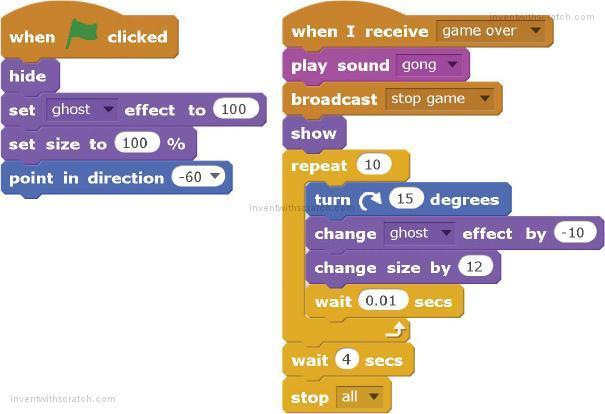 inventwithscratch.com
when clicked
hide
set ghost effect to 100
set size to 100 %
point in direction -60
when I receive game over
play sound gong
broadcast stop game
show
repeat 10
turn 15 degrees
change ghost effect by -10
change size by 12
wait 0.01 secs
wait 4 secs
stop all
inventwithscratch.com
inventwithscratch.com